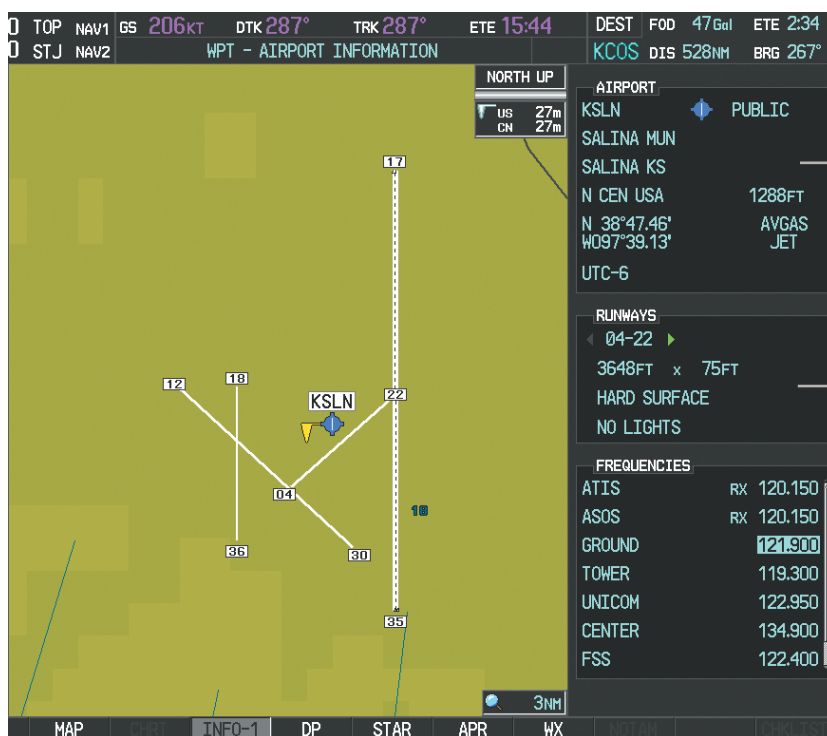 0 TOP NAV1 GS 206KT DTK 287° TRK 287° ETE 15:44 DEST FOD 47Gal ETE 2:34
0 STJ NAV2 WPT - AIRPORT INFORMATION KCOS DIS 528NM BRG 267°
NORTH UP
US 27m
CN 27m
17
12
18
22
KSLN
04
18
36
30
35
3NM
AIRPORT
KSLN PUBLIC
SALINA MUN
SALINA KS
N CEN USA 1288FT
N 38°47.46' AVGAS
W097°39.13' JET
UTC-6
RUNWAYS
04-22
3648FT x 75FT
HARD SURFACE
NO LIGHTS
FREQUENCIES
ATIS RX 120.150
ASOS RX 120.150
GROUND 121.900
TOWER 119.300
UNICOM 122.950
CENTER 134.900
FSS 122.400
MAP CHRT INFO-1 DP STAR APR WX NOTAM CHKLIST